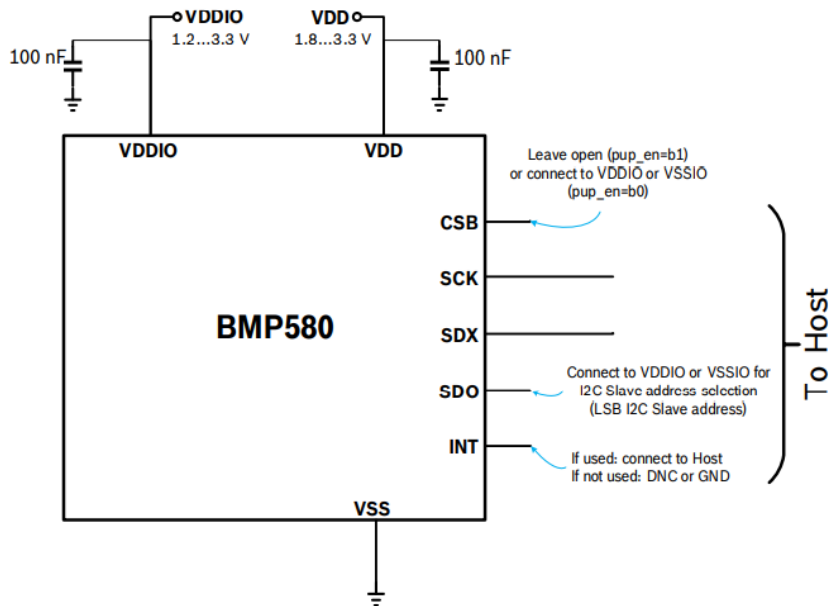 VDDIO
1.2...3.3 V
VDD
1.8...3.3 V
100 nF
100 nF
VDDIO
VDD
Leave open (pup_en=b1)
or connect to VDDIO or VSSIO
(pup_en=b0)
CSB
SCK
BMP580
SDX
Connect to VDDIO or VSSIO for
I2C Slave address selection
(LSB I2C Slave address)
SDO
INT
If used: connect to Host
If not used: DNC or GND
VSS
To Host